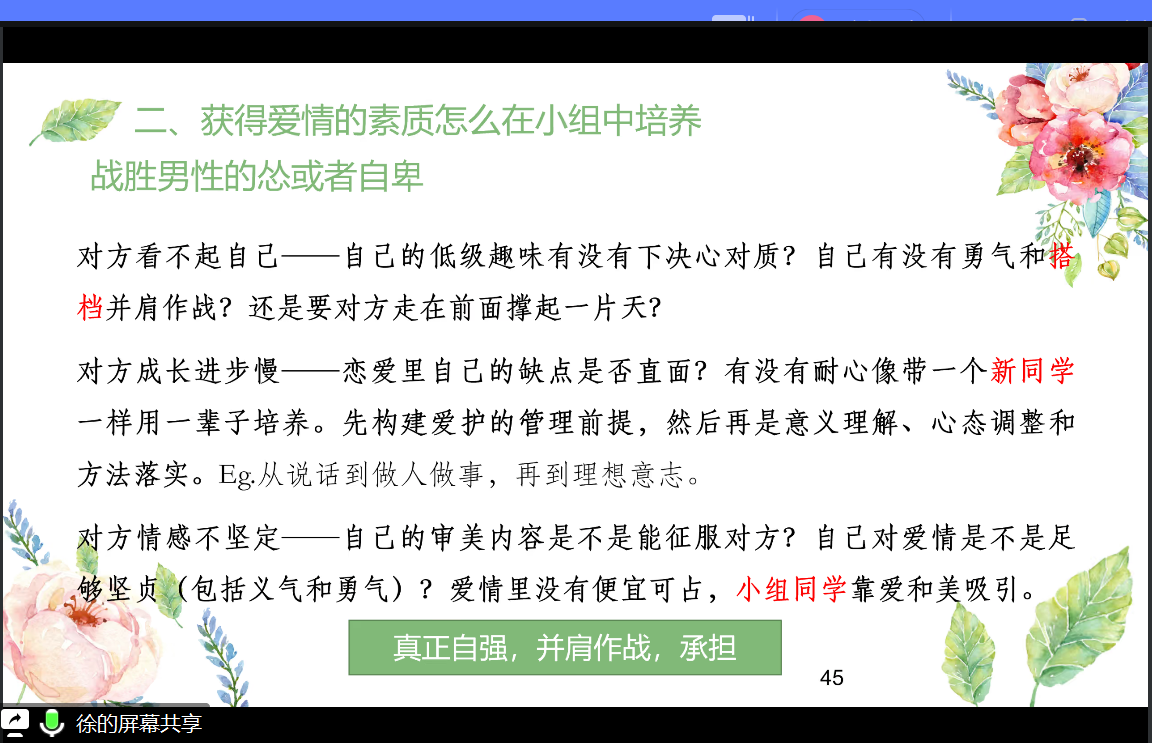 二、获得爱情的素质怎么在小组中培养
战胜男性的怂或者自卑
对方看不起自己——自己的低级趣味有没有下决心对质？自己有没有勇气和搭
档并肩作战？还是要对方走在前面撑起一片天？
对方成长进步慢——恋爱里自己的缺点是否直面？有没有耐心像带一个新同学
一样用一辈子培养。先构建爱护的管理前提，然后再是意义理解、心态调整和
方法落实。Eg.从说话到做人做事，再到理想意志。
对方情感不坚定——自己的审美内容是不是能征服对方？自己对爱情是不是足
够坚贞（包括义气和勇气）？爱情里没有便宜可占，小组同学靠爱和美吸引。
真正自强，并肩作战，承担
45
徐的屏幕共享